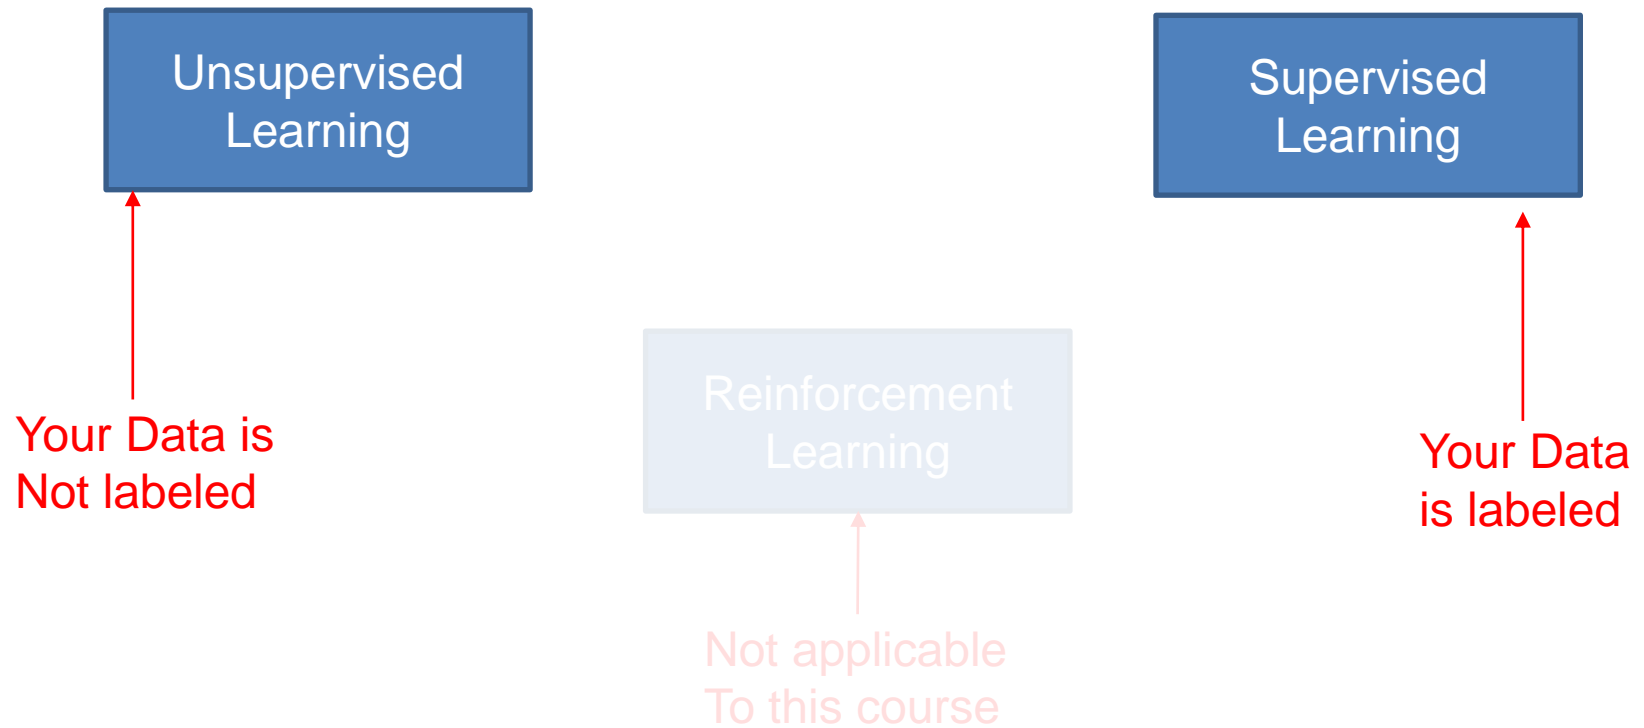 Unsupervised
Learning
Supervised
Learning
Your Data is
Not labeled
Reinforcement
Learning
Your Data
is labeled
Not applicable
To this course